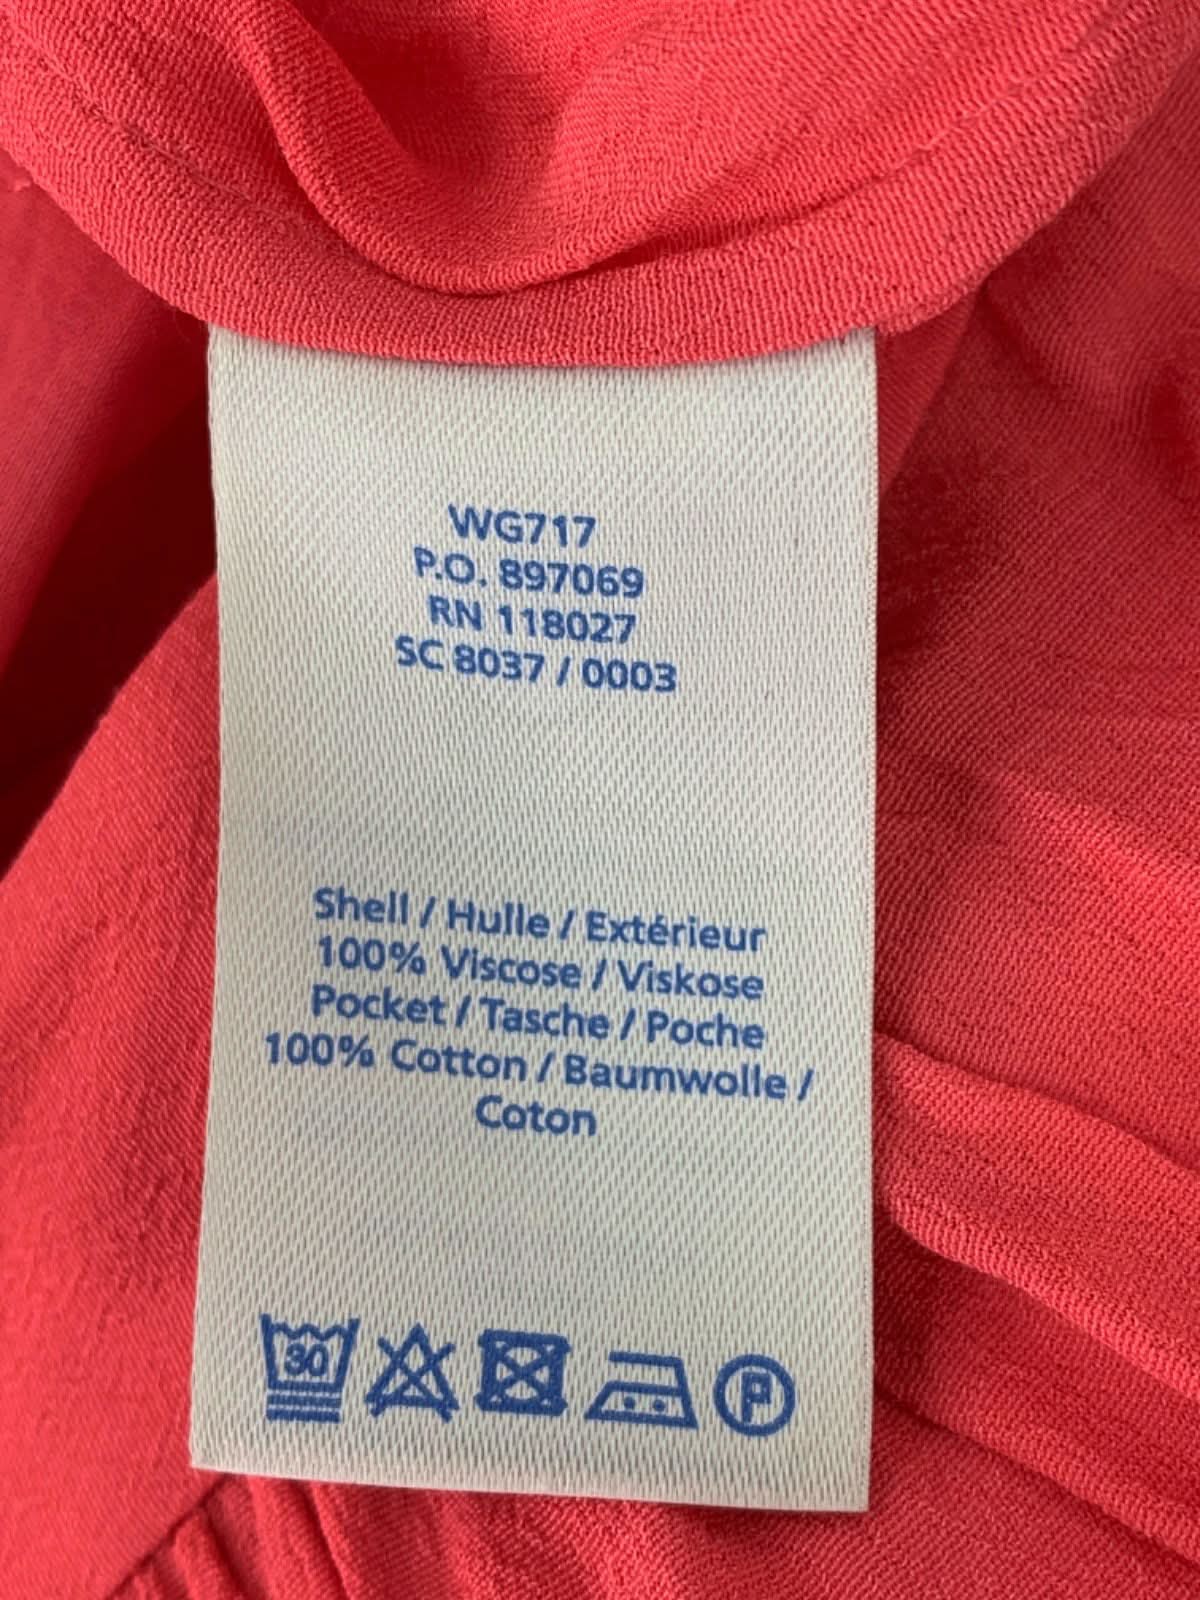 WG717
P.O. 897069
RN 118027
SC 8037 / 0003
Shell / Hulle / Extérieur
100% Viscose / Viskose
Pocket / Tasche / Poche
100% Cotton / Baumwolle /
Coton
30
P